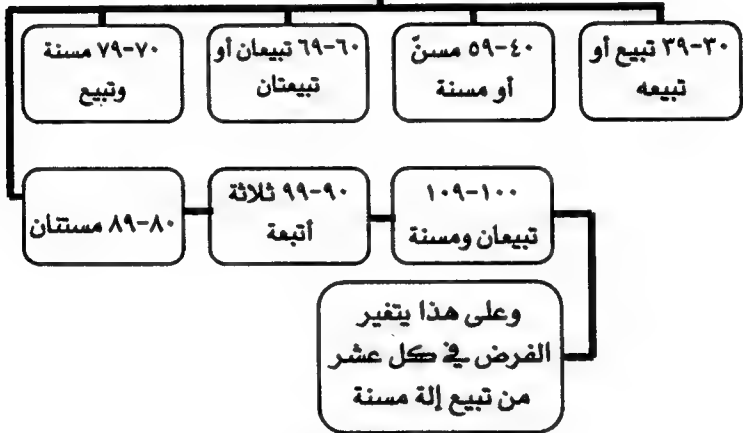 ٣٠-٣٩ تبيع أو
تبيعه
٤٠-٥٩ مسنّ
أو مسنة
٦٠-٦٩ تبيعان أو
تبيعتان
٧٠-٧٩ مسنة
وتبيع
٨٠-٨٩ مستتان
٩٠-٩٩ ثلاثة
أتبعة
١٠٠-١٠٩
تبيعان ومسنة
وعلى هذا يتغير
الفرض في كل عشر
من تبيع إلة مسنة